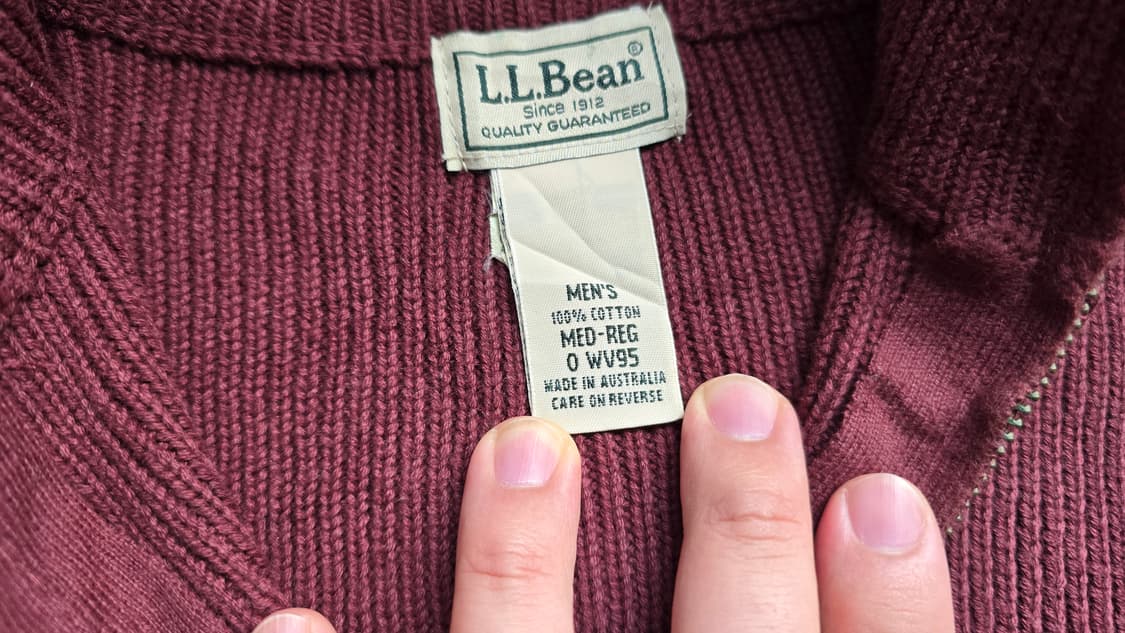 L.L.Bean®
Since 1912
QUALITY GUARANTEED
MEN'S
100% COTTON
MED-REG
0 WV95
MADE IN AUSTRALIA
CARE ON REVERSE